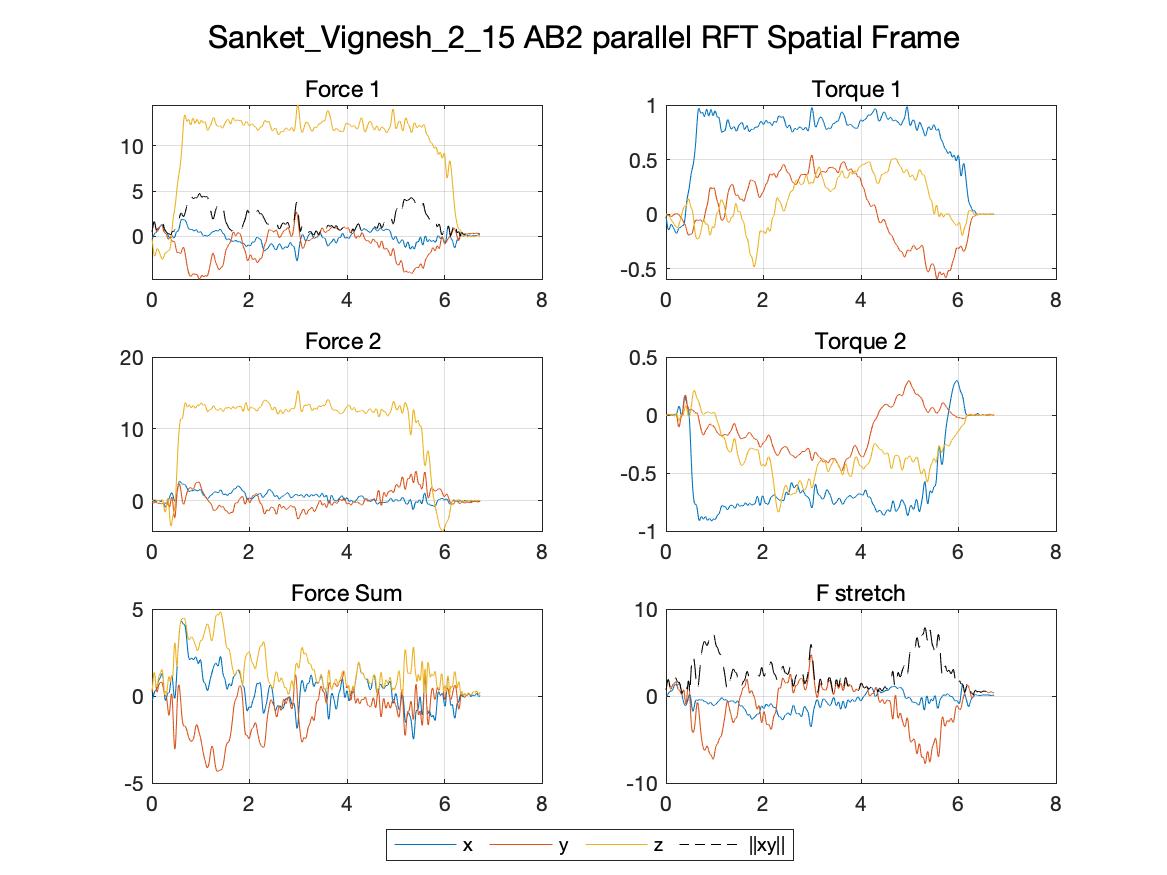 Sanket_Vignesh_2_15 AB2 parallel RFT Spatial Frame
Force 1
10
5
0
0 2 4 6 8
Torque 1
1
0.5
0
-0.5
0 2 4 6 8
Force 2
20
10
0
0 2 4 6 8
Torque 2
0.5
0
-0.5
-1
0 2 4 6 8
Force Sum
5
0
-5
0 2 4 6 8
F stretch
10
0
-10
0 2 4 6 8
x y z ||xy||